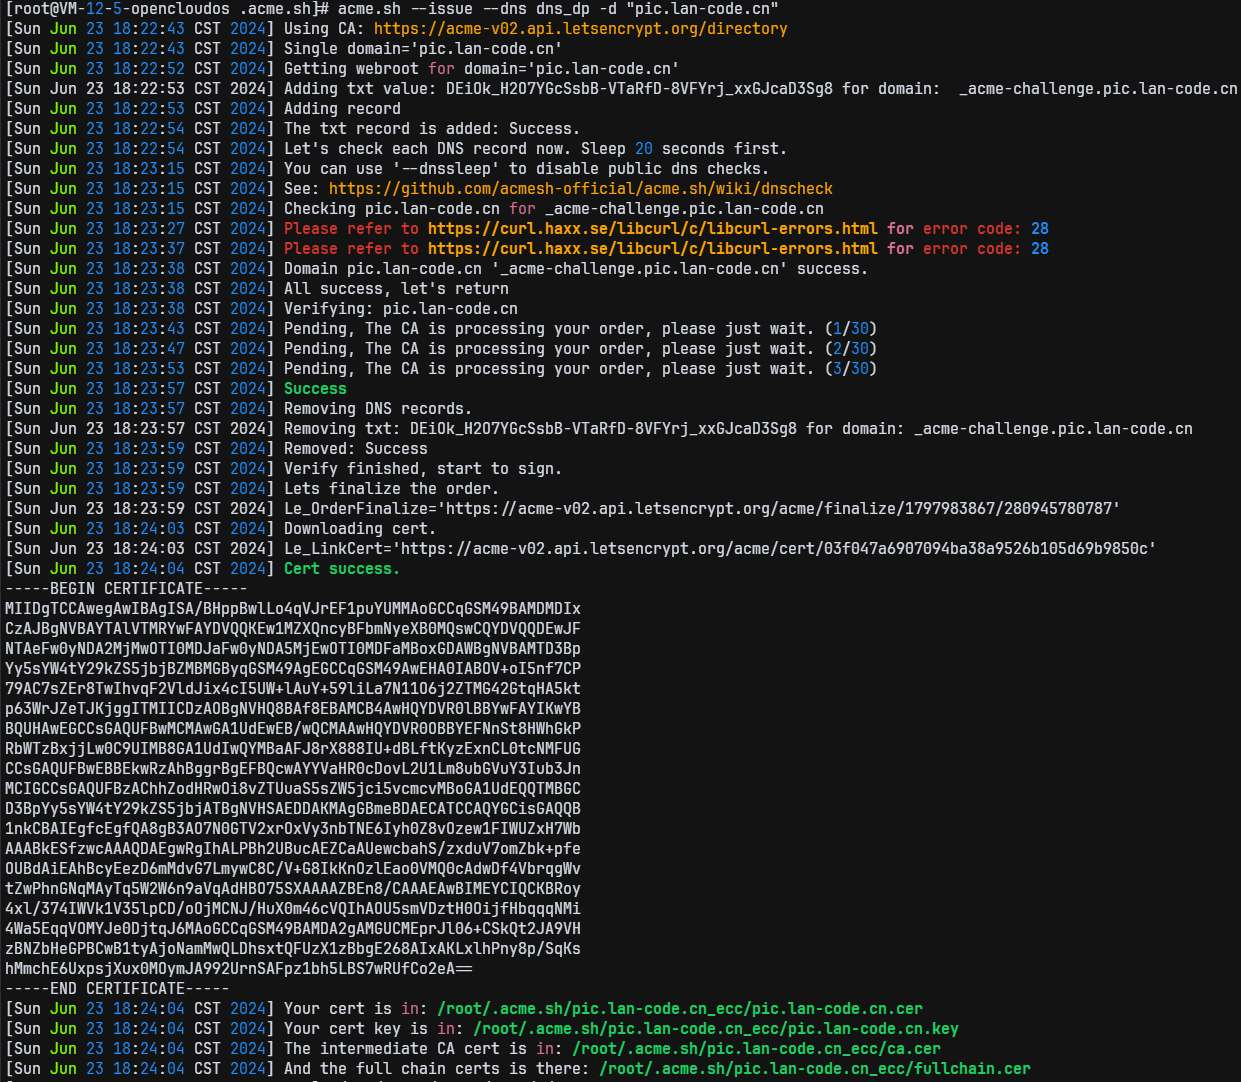 [root@VM-12-5-opencloudos .acme.sh]# acme.sh --issue --dns dns_dp -d "pic.lan-code.cn"
[Sun Jun 23 18:22:43 CST 2024] Using CA: https://acme-v02.api.letsencrypt.org/directory
[Sun Jun 23 18:22:43 CST 2024] Single domain='pic.lan-code.cn'
[Sun Jun 23 18:22:52 CST 2024] Getting webroot for domain='pic.lan-code.cn'
[Sun Jun 23 18:22:53 CST 2024] Adding txt value: DEiOk_H2O7YGcSsbB-VTaRfD-8VFYrj_xxGJcaD3Sg8 for domain:  _acme-challenge.pic.lan-code.cn
[Sun Jun 23 18:22:53 CST 2024] Adding record
[Sun Jun 23 18:22:54 CST 2024] The txt record is added: Success.
[Sun Jun 23 18:22:54 CST 2024] Let's check each DNS record now. Sleep 20 seconds first.
[Sun Jun 23 18:23:15 CST 2024] You can use '--dnssleep' to disable public dns checks.
[Sun Jun 23 18:23:15 CST 2024] See: https://github.com/acmesh-official/acme.sh/wiki/dnscheck
[Sun Jun 23 18:23:15 CST 2024] Checking pic.lan-code.cn for _acme-challenge.pic.lan-code.cn
[Sun Jun 23 18:23:27 CST 2024] Please refer to https://curl.haxx.se/libcurl/c/libcurl-errors.html for error code: 28
[Sun Jun 23 18:23:37 CST 2024] Please refer to https://curl.haxx.se/libcurl/c/libcurl-errors.html for error code: 28
[Sun Jun 23 18:23:38 CST 2024] Domain pic.lan-code.cn '_acme-challenge.pic.lan-code.cn' success.
[Sun Jun 23 18:23:38 CST 2024] All success, let's return
[Sun Jun 23 18:23:38 CST 2024] Verifying: pic.lan-code.cn
[Sun Jun 23 18:23:43 CST 2024] Pending, The CA is processing your order, please just wait. (1/30)
[Sun Jun 23 18:23:47 CST 2024] Pending, The CA is processing your order, please just wait. (2/30)
[Sun Jun 23 18:23:53 CST 2024] Pending, The CA is processing your order, please just wait. (3/30)
[Sun Jun 23 18:23:57 CST 2024] Success
[Sun Jun 23 18:23:57 CST 2024] Removing DNS records.
[Sun Jun 23 18:23:57 CST 2024] Removing txt: DEiOk_H2O7YGcSsbB-VTaRfD-8VFYrj_xxGJcaD3Sg8 for domain: _acme-challenge.pic.lan-code.cn
[Sun Jun 23 18:23:59 CST 2024] Removed: Success
[Sun Jun 23 18:23:59 CST 2024] Verify finished, start to sign.
[Sun Jun 23 18:23:59 CST 2024] Lets finalize the order.
[Sun Jun 23 18:23:59 CST 2024] Le_OrderFinalize='https://acme-v02.api.letsencrypt.org/acme/finalize/1797983867/280945780787'
[Sun Jun 23 18:24:03 CST 2024] Downloading cert.
[Sun Jun 23 18:24:03 CST 2024] Le_LinkCert='https://acme-v02.api.letsencrypt.org/acme/cert/03f047a6907094ba38a9526b105d69b9850c'
[Sun Jun 23 18:24:04 CST 2024] Cert success.
-----BEGIN CERTIFICATE-----
MIIDgTCCAwegAwIBAgISA/BHppBwlLo4qVJrEF1puYUMMAoGCCqGSM49BAMDMDIx
CzAJBgNVBAYTAlVTMRYwFAYDVQQKEw1MZXQncyBFbmNyeXB0MQswCQYDVQQDEwJF
NTAeFw0yNDA2MjMwOTI0MDJaFw0yNDA5MjEwOTI0MDFaMBoxGDAWBgNVBAMTD3Bp
Yy5sYW4tY29kZS5jbjBZMBMGByqGSM49AgEGCCqGSM49AwEHA0IABOV+oI5nf7CP
79AC7sZEr8TwIhvqF2VldJix4cI5UW+lAuY+59liLa7N11O6j2ZTMG42GtqHA5kt
p63WrJZeTJKjggITMIICDzAOBgNVHQ8BAf8EBAMCB4AwHQYDVR0lBBYwFAYIKwYB
BQUHAwEGCCsGAQUFBwMCMAwGA1UdEwEB/wQCMAAwHQYDVR0OBBYEFNnSt8HWhGkP
RbWTzBxjjLw0C9UIMB8GA1UdIwQYMBaAFJ8rX888IU+dBLftKyzExnCL0tcNMFUG
CCsGAQUFBwEBBEkwRzAhBggrBgEFBQcwAYYVaHR0cDovL2U1Lm8ubGVuY3Iub3Jn
MCIGCCsGAQUFBzAChhZodHRwOi8vZTUuaS5sZW5jci5vcmcvMBoGA1UdEQQTMBGC
D3BpYy5sYW4tY29kZS5jbjATBgNVHSAEDDAKMAgGBmeBDAECATCCAQYGCisGAQQB
1nkCBAIEgfcEgfQA8gB3AO7N0GTV2xrOxVy3nbTNE6Iyh0Z8vOzew1FIWUZxH7Wb
AAABkESfzwcAAAQDAEgwRgIhALPBh2UBucAEZCaAUewcbahS/zxduV7omZbk+pfe
OUBdAiEAhBcyEezD6mMdvG7LmywC8C/V+G8IkKnOzlEao0VMQ0cAdwDf4VbrqgWv
tZwPhnGNqMAyTq5W2W6n9aVqAdHBO75SXAAAAZBEn8/CAAAEAwBIMEYCIQCKBRoy
4xl/374IWVk1V35lpCD/oOjMCNJ/HuX0m46cVQIhAOU5smVDztH0OijfHbqqqNMi
4Wa5EqqVOMYJe0DjtqJ6MAoGCCqGSM49BAMDA2gAMGUCMEprJl06+CSkQt2JA9VH
zBNZbHeGPBCwB1tyAjoNamMwQLDhsxtQFUzX1zBbgE268AIxAKLxlhPny8p/SqKs
hMmchE6UxpsjXux0MOymJA992UrnSAFpz1bh5LBS7wRUfCo2eA==
-----END CERTIFICATE-----
[Sun Jun 23 18:24:04 CST 2024] Your cert is in: /root/.acme.sh/pic.lan-code.cn_ecc/pic.lan-code.cn.cer
[Sun Jun 23 18:24:04 CST 2024] Your cert key is in: /root/.acme.sh/pic.lan-code.cn_ecc/pic.lan-code.cn.key
[Sun Jun 23 18:24:04 CST 2024] The intermediate CA cert is in: /root/.acme.sh/pic.lan-code.cn_ecc/ca.cer
[Sun Jun 23 18:24:04 CST 2024] And the full chain certs is there: /root/.acme.sh/pic.lan-code.cn_ecc/fullchain.cer